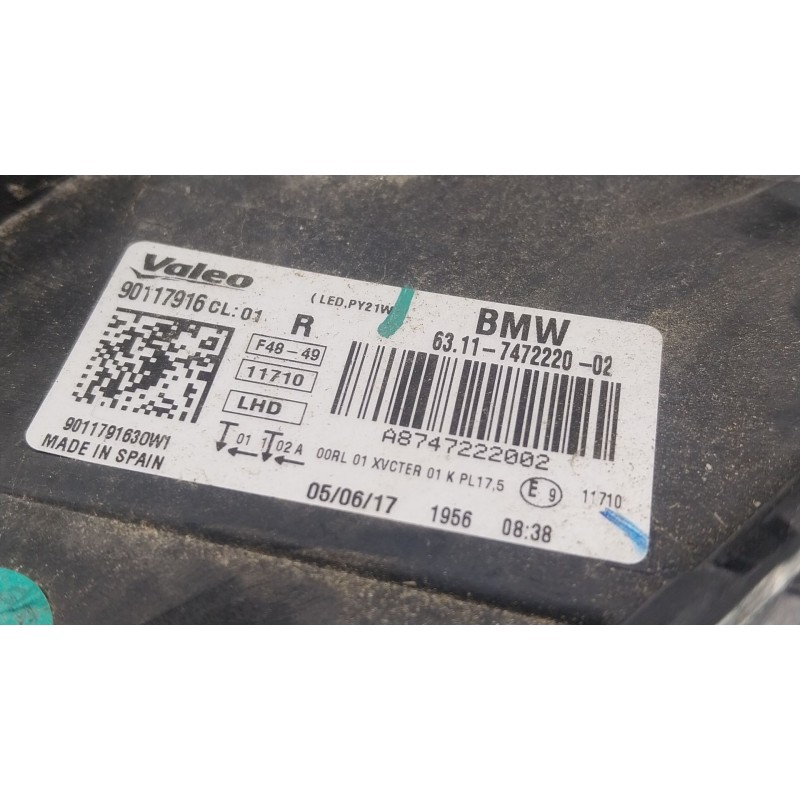 Valeo
90117916 CL: 01
(LED,PY21W
R
F48-49
11710
LHD
9011791630W1
MADE IN SPAIN
BMW
63.11-7472220-02
A8747222002
01 1 02 A
00RL 01 XVCTER 01 K PL17,5
E 9
11710
05/06/17 1956 08:38